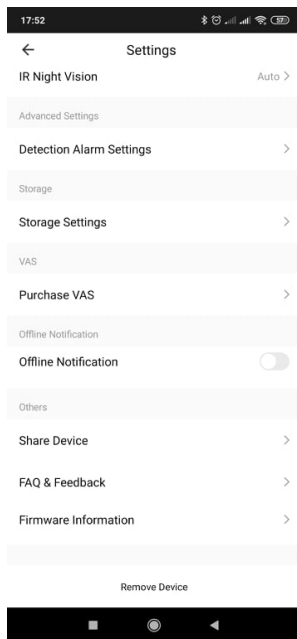 17:52
57
Settings
IR Night Vision
Auto
Advanced Settings
Detection Alarm Settings
Storage
Storage Settings
VAS
Purchase VAS
Offline Notification
Offline Notification
Others
Share Device
FAQ & Feedback
Firmware Information
Remove Device